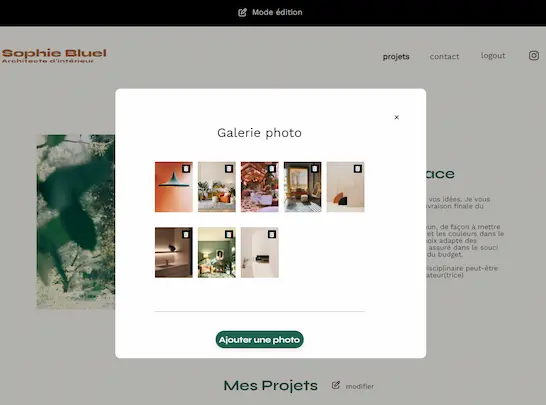 Mode édition
Sophie Bluel
Architecte d'intérieur
projets
contact
logout
×
Galerie photo
ace
vos idées. Je vous
vraison finale du
un, de façon à mettre
et les couleurs dans le
oix adapté des
assure dans le souci
du budget.
disciplinaire peut-être
ateur(trice)
Ajouter une photo
Mes Projets
modifier